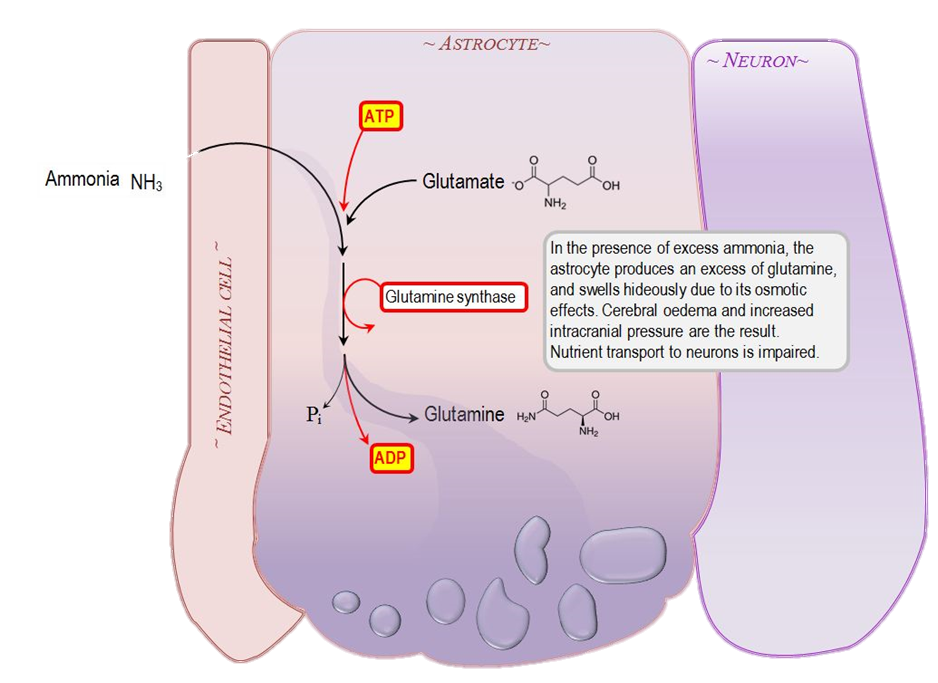 ~ ASTROCYTE~
~ NEURON~
ATP
Ammonia NH₃
Glutamate
O O
⁻O OH
NH₂
~ ENDOTHELIAL CELL ~
In the presence of excess ammonia, the
astrocyte produces an excess of glutamine,
and swells hideously due to its osmotic
effects. Cerebral oedema and increased
intracranial pressure are the result.
Nutrient transport to neurons is impaired.
Glutamine synthase
Pᵢ
Glutamine
O O
H₂N OH
NH₂
ADP